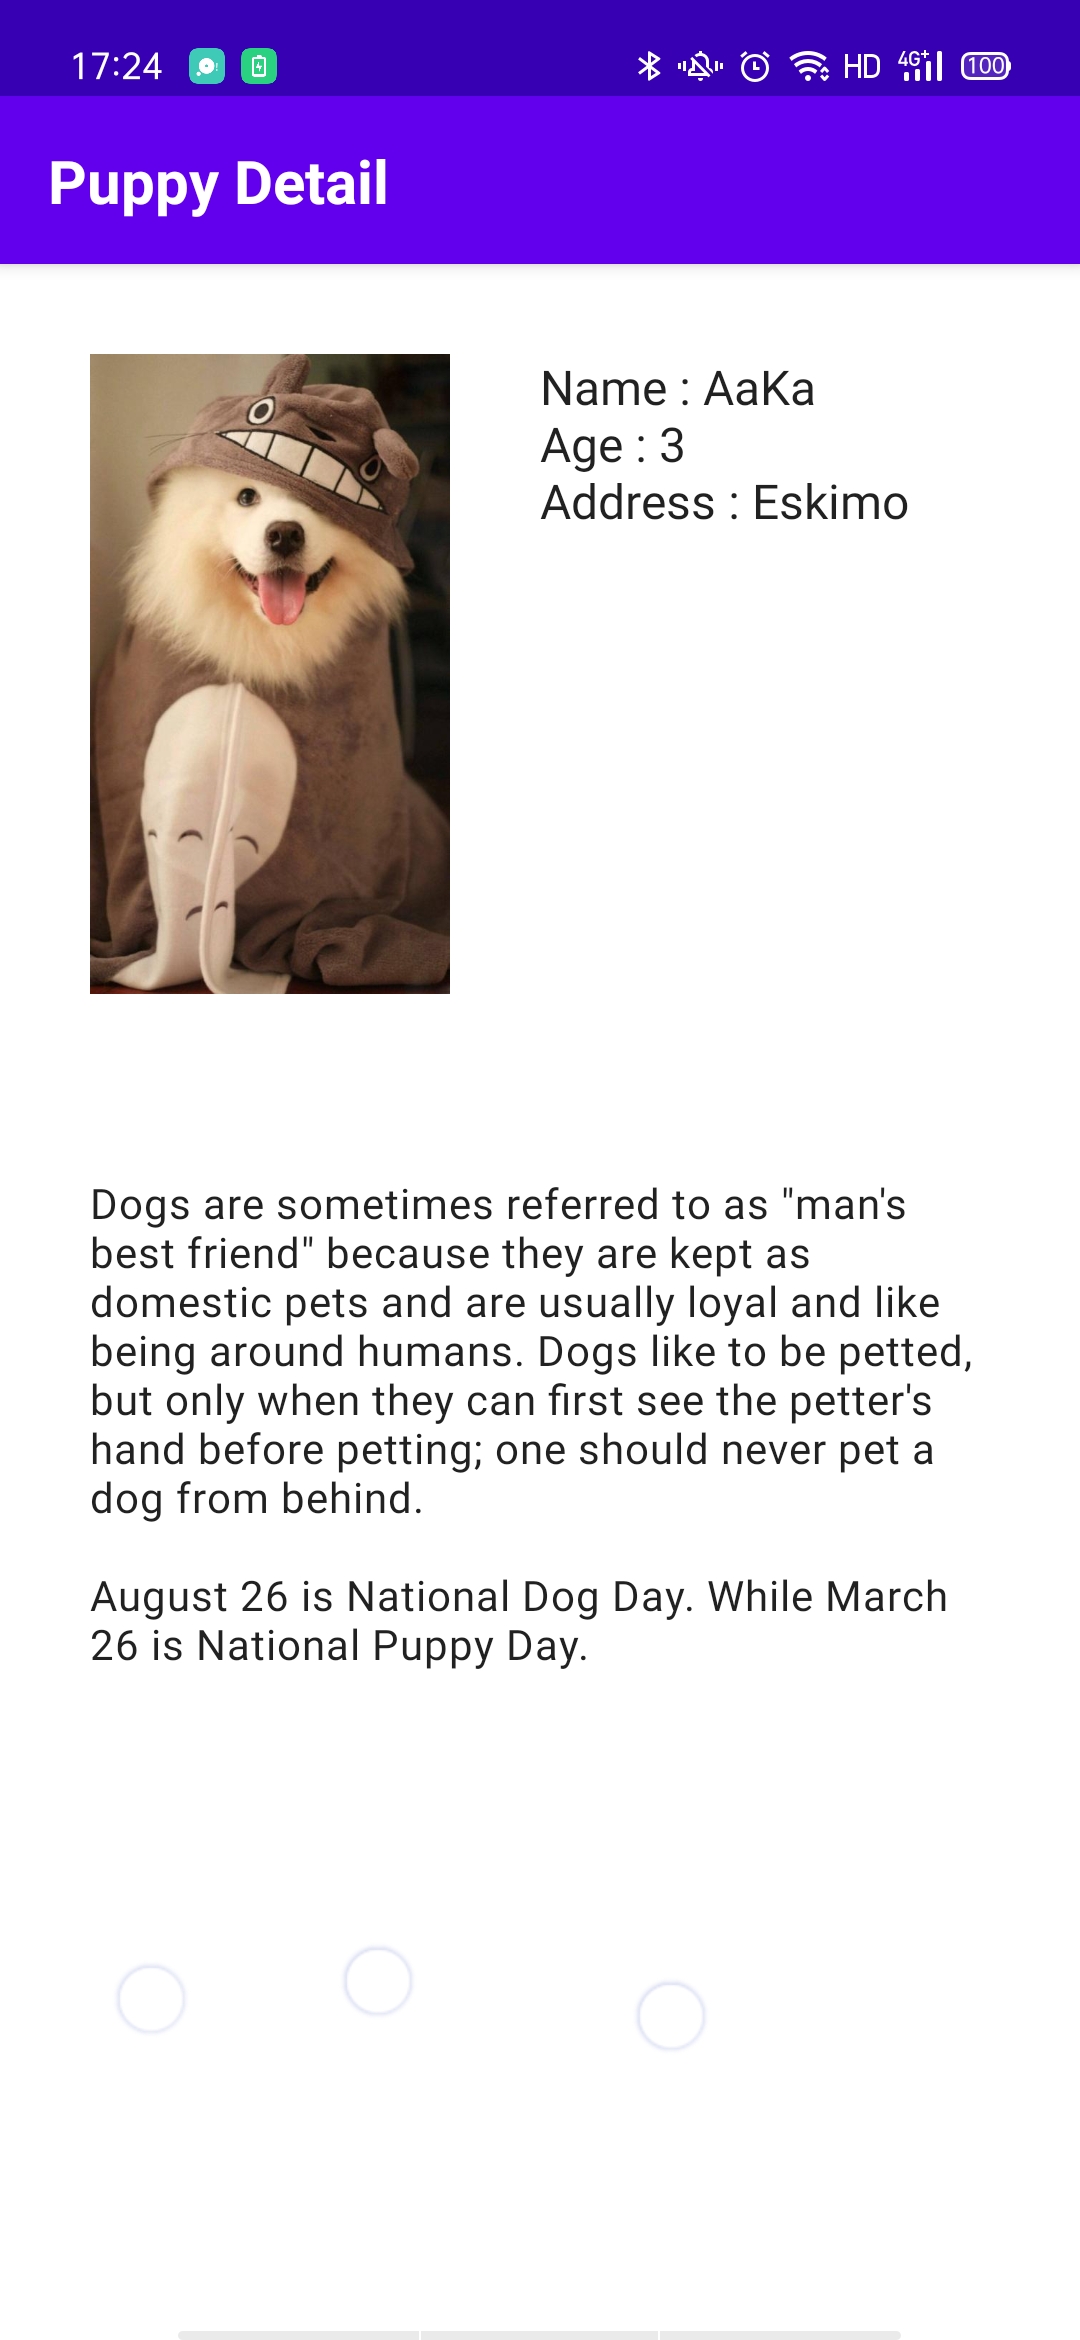 17:24 HD 4G+ 100
Puppy Detail
Name : AaKa
Age : 3
Address : Eskimo
Dogs are sometimes referred to as "man's
best friend" because they are kept as
domestic pets and are usually loyal and like
being around humans. Dogs like to be petted,
but only when they can first see the petter's
hand before petting; one should never pet a
dog from behind.
August 26 is National Dog Day. While March
26 is National Puppy Day.